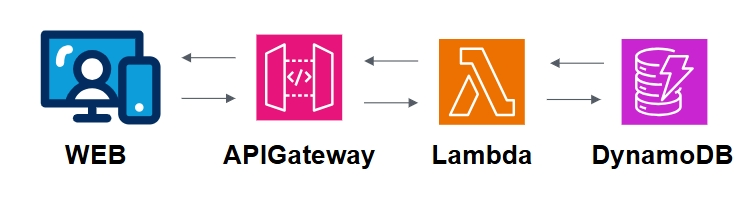 </>
WEB
APIGateway
Lambda
DynamoDB